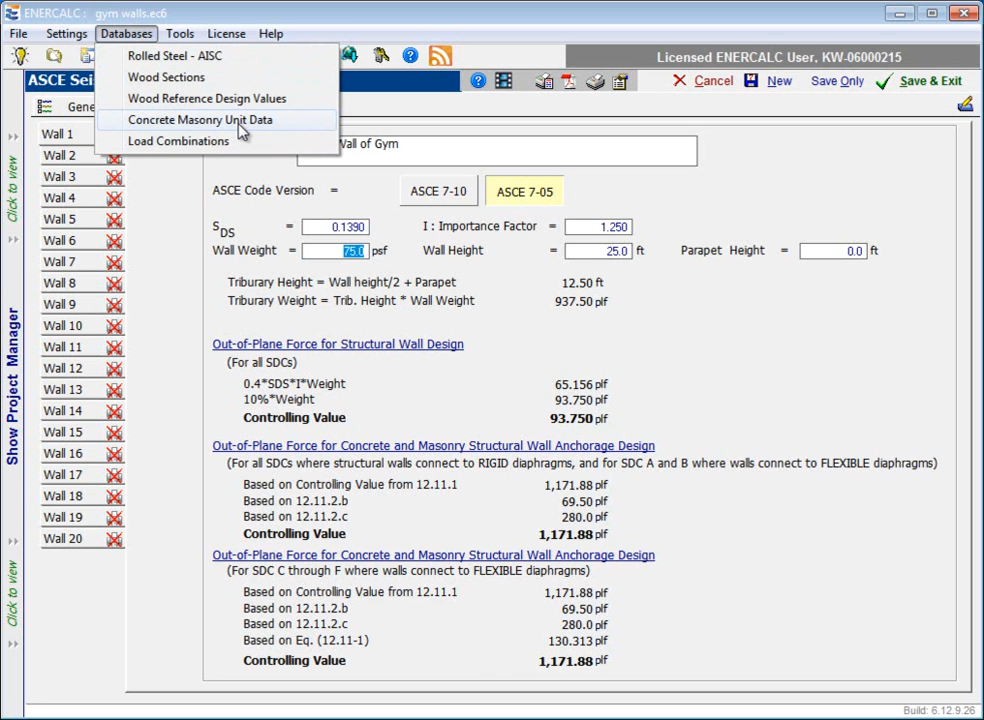 ENERCALC : gym walls.ec6
File Settings Databases Tools License Help
Licensed ENERCALC User, KW-06000215
ASCE Sei
Cancel New Save Only Save & Exit
Gene
Rolled Steel - AISC
Wood Sections
Wood Reference Design Values
Concrete Masonry Unit Data
Load Combinations
Click to view
Show Project Manager
Click to view
Wall 1
Wall 2
Wall 3
Wall 4
Wall 5
Wall 6
Wall 7
Wall 8
Wall 9
Wall 10
Wall 11
Wall 12
Wall 13
Wall 14
Wall 15
Wall 16
Wall 17
Wall 18
Wall 19
Wall 20
Wall of Gym
ASCE Code Version = ASCE 7-10 ASCE 7-05
SDS = 0.1390 I : Importance Factor = 1.250
Wall Weight = 75.0 psf Wall Height = 25.0 ft Parapet Height = 0.0 ft
Triburary Height = Wall height/2 + Parapet 12.50 ft
Triburary Weight = Trib. Height * Wall Weight 937.50 plf
Out-of-Plane Force for Structural Wall Design
(For all SDCs)
0.4*SDS*I*Weight 65.156 plf
10%*Weight 93.750 plf
Controlling Value 93.750 plf
Out-of-Plane Force for Concrete and Masonry Structural Wall Anchorage Design
(For all SDCs where structural walls connect to RIGID diaphragms, and for SDC A and B where walls connect to FLEXIBLE diaphragms)
Based on Controlling Value from 12.11.1 1,171.88 plf
Based on 12.11.2.b 69.50 plf
Based on 12.11.2.c 280.0 plf
Controlling Value 1,171.88 plf
Out-of-Plane Force for Concrete and Masonry Structural Wall Anchorage Design
(For SDC C through F where walls connect to FLEXIBLE diaphragms)
Based on Controlling Value from 12.11.1 1,171.88 plf
Based on 12.11.2.b 69.50 plf
Based on 12.11.2.c 280.0 plf
Based on Eq. (12.11-1) 130.313 plf
Controlling Value 1,171.88 plf
Build: 6.12.9.26